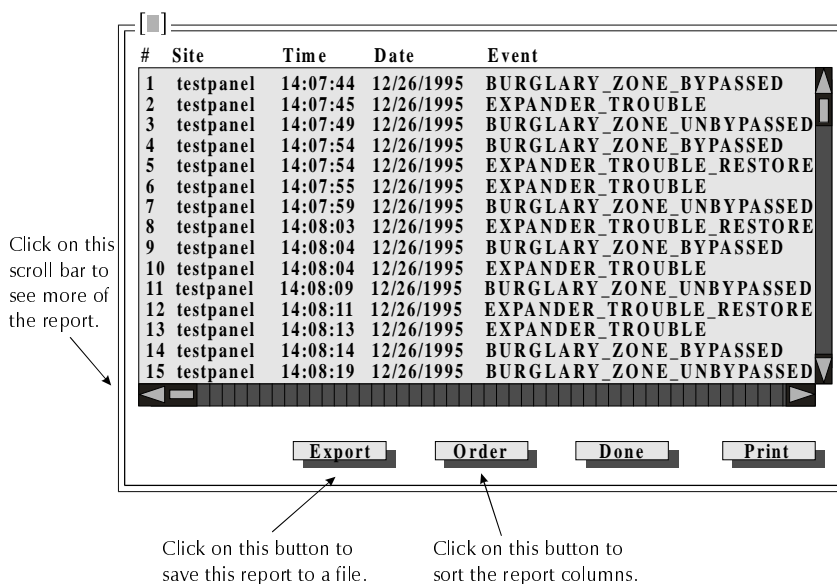 # Site Time Date Event
1 testpanel 14:07:44 12/26/1995 BURGLARY_ZONE_BYPASSED
2 testpanel 14:07:45 12/26/1995 EXPANDER_TROUBLE
3 testpanel 14:07:49 12/26/1995 BURGLARY_ZONE_UNBYPASSED
4 testpanel 14:07:54 12/26/1995 BURGLARY_ZONE_BYPASSED
5 testpanel 14:07:54 12/26/1995 EXPANDER_TROUBLE_RESTORE
6 testpanel 14:07:55 12/26/1995 EXPANDER_TROUBLE
7 testpanel 14:07:59 12/26/1995 BURGLARY_ZONE_UNBYPASSED
8 testpanel 14:08:03 12/26/1995 EXPANDER_TROUBLE_RESTORE
9 testpanel 14:08:04 12/26/1995 BURGLARY_ZONE_BYPASSED
10 testpanel 14:08:04 12/26/1995 EXPANDER_TROUBLE
11 testpanel 14:08:09 12/26/1995 BURGLARY_ZONE_UNBYPASSED
12 testpanel 14:08:11 12/26/1995 EXPANDER_TROUBLE_RESTORE
13 testpanel 14:08:13 12/26/1995 EXPANDER_TROUBLE
14 testpanel 14:08:14 12/26/1995 BURGLARY_ZONE_BYPASSED
15 testpanel 14:08:19 12/26/1995 BURGLARY_ZONE_UNBYPASSED
Click on this
scroll bar to
see more of
the report.
Export Order Done Print
Click on this button to
save this report to a file.
Click on this button to
sort the report columns.